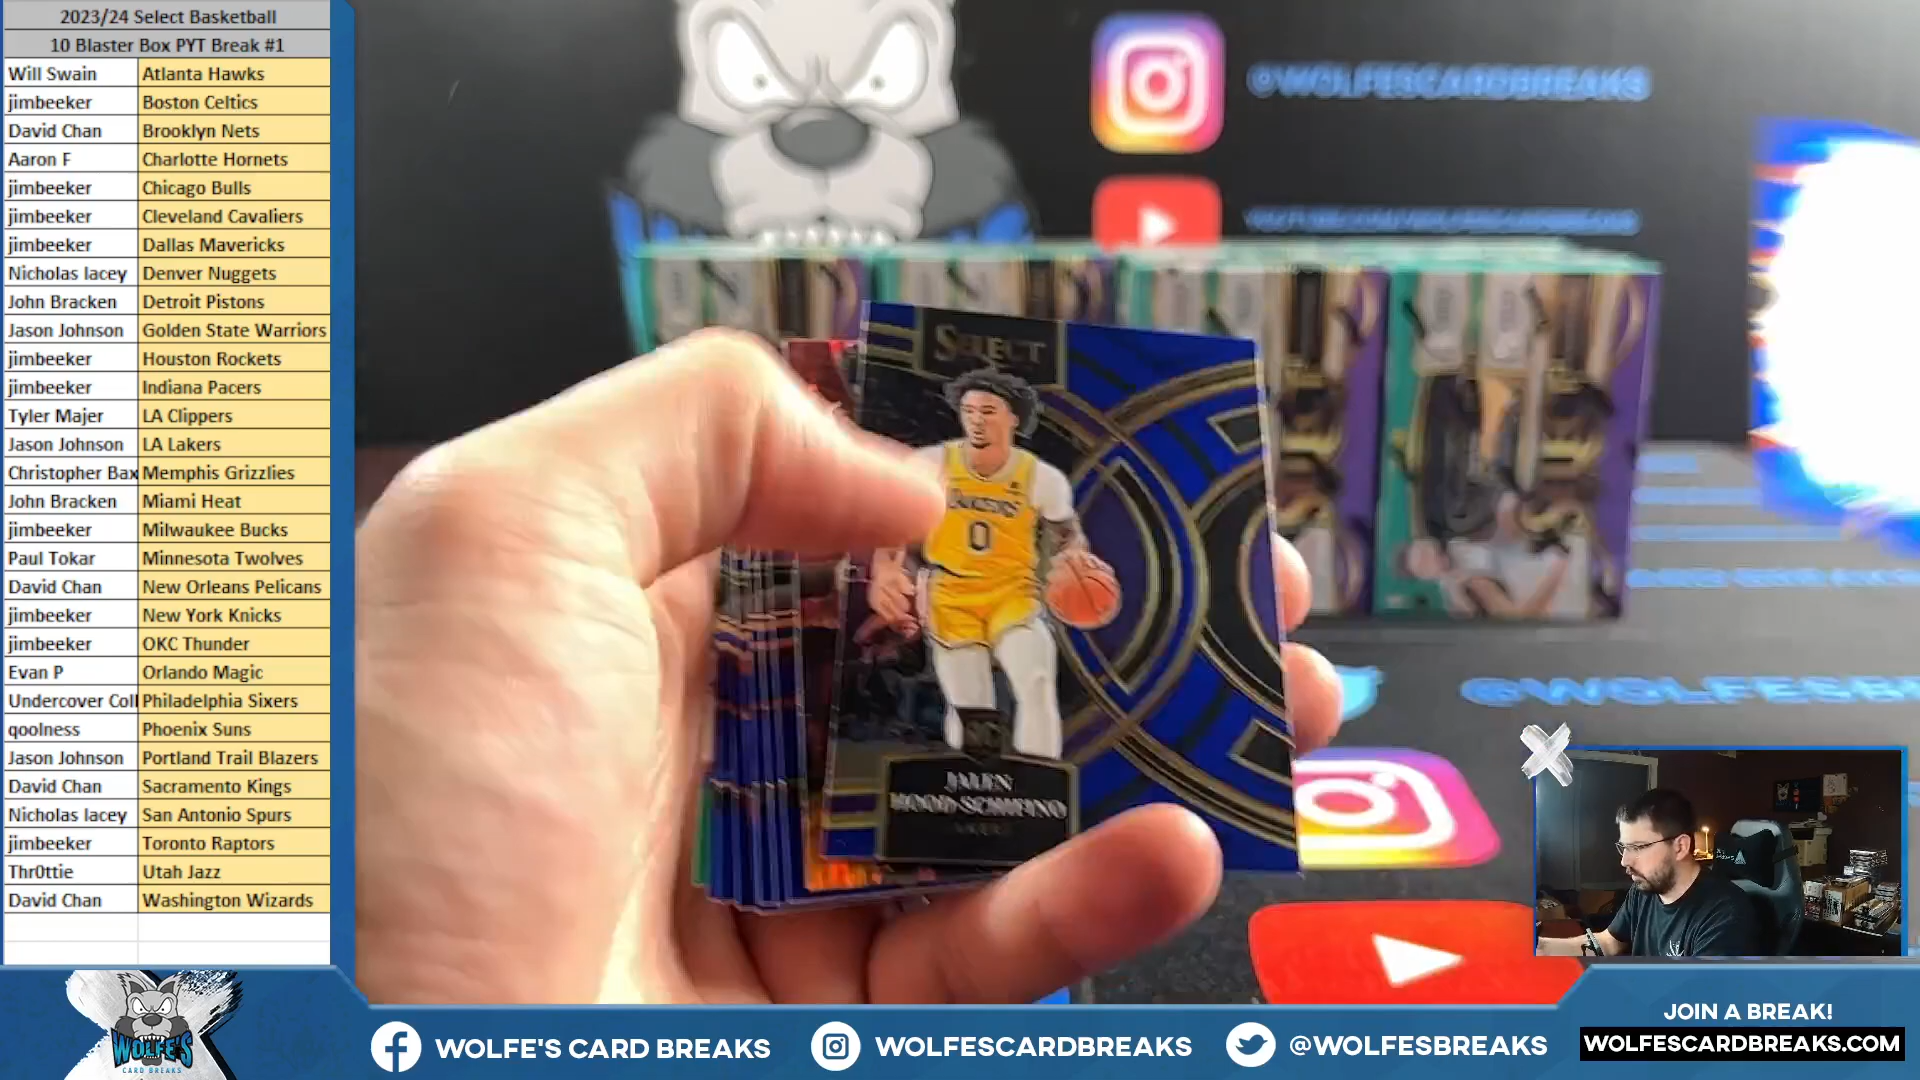 2023/24 Select Basketball
10 Blaster Box PYT Break #1
Will Swain Atlanta Hawks
jimbeeker Boston Celtics
David Chan Brooklyn Nets
Aaron F Charlotte Hornets
jimbeeker Chicago Bulls
jimbeeker Cleveland Cavaliers
jimbeeker Dallas Mavericks
Nicholas lacey Denver Nuggets
John Bracken Detroit Pistons
Jason Johnson Golden State Warriors
jimbeeker Houston Rockets
jimbeeker Indiana Pacers
Tyler Majer LA Clippers
Jason Johnson LA Lakers
Christopher Bax Memphis Grizzlies
John Bracken Miami Heat
jimbeeker Milwaukee Bucks
Paul Tokar Minnesota Twolves
David Chan New Orleans Pelicans
jimbeeker New York Knicks
jimbeeker OKC Thunder
Evan P Orlando Magic
Undercover Coll Philadelphia Sixers
qoolness Phoenix Suns
Jason Johnson Portland Trail Blazers
David Chan Sacramento Kings
Nicholas lacey San Antonio Spurs
jimbeeker Toronto Raptors
Thr0ttie Utah Jazz
David Chan Washington Wizards
@WOLFESCARDBREAKS
YOUTUBE.COM/WOLFESCARDBREAKS
SELECT
LAKERS
0
JALEN
HOOD-SCHIFINO
@WOLFESB
WOLFE'S
CARD BREAKS
WOLFE'S CARD BREAKS
WOLFESCARDBREAKS
@WOLFESBREAKS
JOIN A BREAK!
WOLFESCARDBREAKS.COM